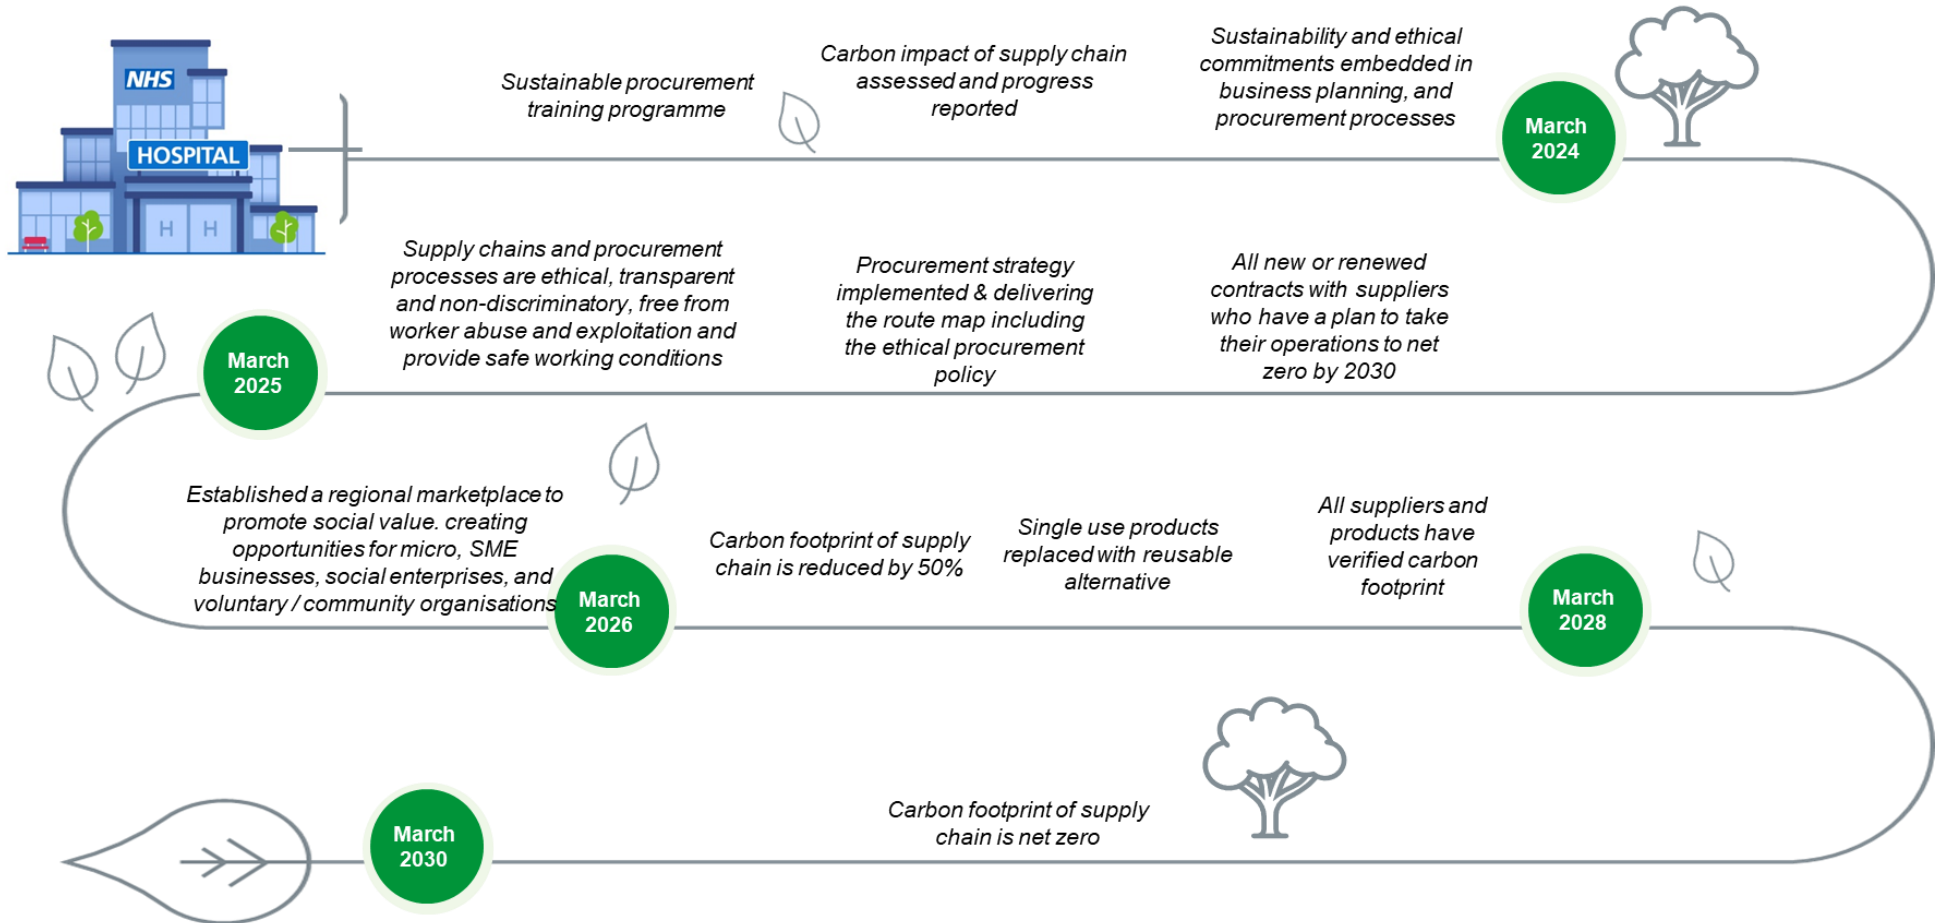 NHS
HOSPITAL
Sustainable procurement
training programme
Carbon impact of supply chain
assessed and progress
reported
Sustainability and ethical
commitments embedded in
business planning, and
procurement processes
March
2024
Supply chains and procurement
processes are ethical, transparent
and non-discriminatory, free from
worker abuse and exploitation and
provide safe working conditions
Procurement strategy
implemented & delivering
the route map including
the ethical procurement
policy
All new or renewed
contracts with suppliers
who have a plan to take
their operations to net
zero by 2030
March
2025
Established a regional marketplace to
promote social value. creating
opportunities for micro, SME
businesses, social enterprises, and
voluntary / community organisations
March
2026
Carbon footprint of supply
chain is reduced by 50%
Single use products
replaced with reusable
alternative
All suppliers and
products have
verified carbon
footprint
March
2028
Carbon footprint of supply
chain is net zero
March
2030
H H